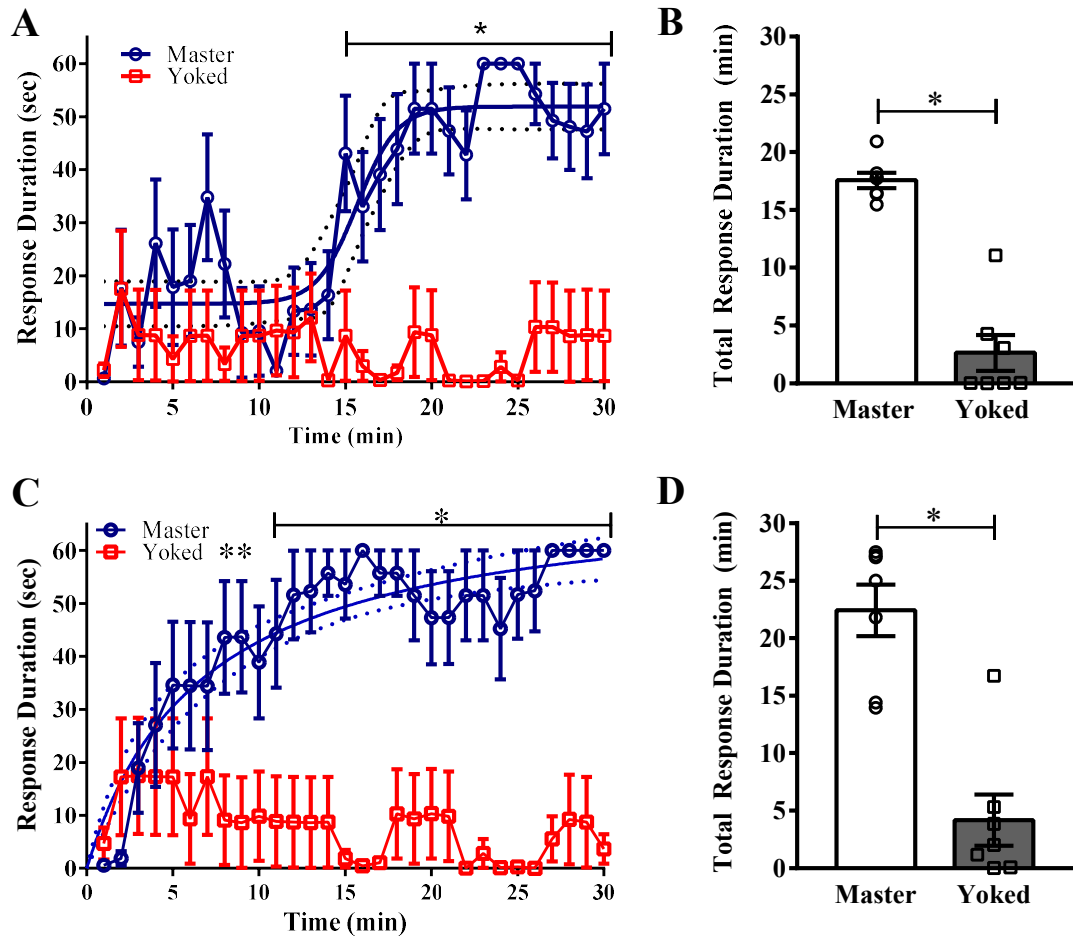 A
Response Duration (sec)
60
50
40
30
20
10
0
Master
Yoked
*
0 5 10 15 20 25 30
Time (min)
B
Total Response Duration (min)
30
25
20
15
10
5
0
*
Master Yoked
C
Response Duration (sec)
60
50
40
30
20
10
0
Master
Yoked
**
*
0 5 10 15 20 25 30
Time (min)
D
Total Response Duration (min)
30
25
20
15
10
5
0
*
Master Yoked